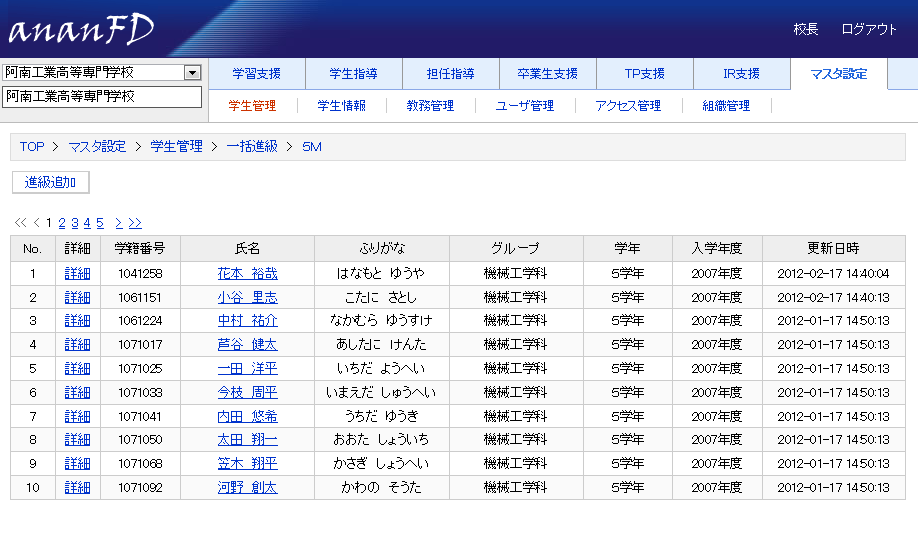 ananFD
校長 ログアウト
阿南工業高等専門学校
阿南工業高等専門学校
学習支援 学生指導 担任指導 卒業生支援 TP支援 IR支援 マスタ設定
学生管理 学生情報 教務管理 ユーザ管理 アクセス管理 組織管理
TOP > マスタ設定 > 学生管理 > 一括進級 > 5M
進級追加
<< < 1 2 3 4 5 > >>
No. 詳細 学籍番号 氏名 ふりがな グループ 学年 入学年度 更新日時
1 詳細 1041258 花本 裕哉 はなもと ゆうや 機械工学科 5学年 2007年度 2012-02-17 14:40:04
2 詳細 1061151 小谷 里志 こたに さとし 機械工学科 5学年 2007年度 2012-02-17 14:40:13
3 詳細 1061224 中村 祐介 なかむら ゆうすけ 機械工学科 5学年 2007年度 2012-01-17 14:50:13
4 詳細 1071017 芦谷 健太 あしたに けんた 機械工学科 5学年 2007年度 2012-01-17 14:50:13
5 詳細 1071025 一田 洋平 いちだ ようへい 機械工学科 5学年 2007年度 2012-01-17 14:50:13
6 詳細 1071033 今枝 周平 いまえだ しゅうへい 機械工学科 5学年 2007年度 2012-01-17 14:50:13
7 詳細 1071041 内田 悠希 うちだ ゆうき 機械工学科 5学年 2007年度 2012-01-17 14:50:13
8 詳細 1071050 太田 翔一 おおた しょういち 機械工学科 5学年 2007年度 2012-01-17 14:50:13
9 詳細 1071068 笠木 翔平 かさぎ しょうへい 機械工学科 5学年 2007年度 2012-01-17 14:50:13
10 詳細 1071092 河野 創太 かわの そうた 機械工学科 5学年 2007年度 2012-01-17 14:50:13